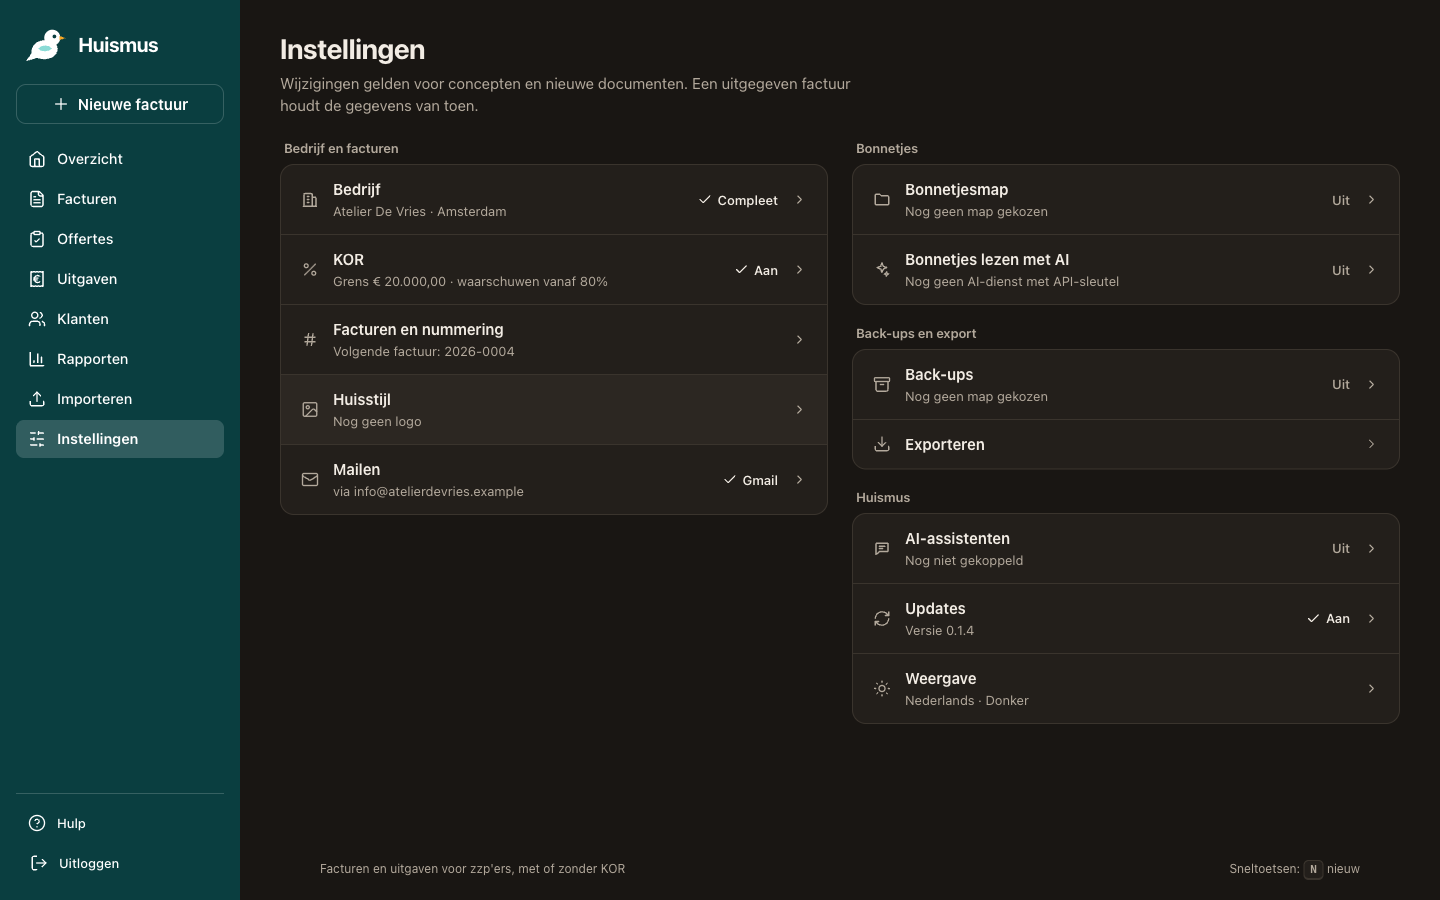 Huismus
Nieuwe factuur
Overzicht
Facturen
Offertes
Uitgaven
Klanten
Rapporten
Importeren
Instellingen
Hulp
Uitloggen
Instellingen
Wijzigingen gelden voor concepten en nieuwe documenten. Een uitgegeven factuur
houdt de gegevens van toen.
Bedrijf en facturen
Bedrijf
Atelier De Vries · Amsterdam
Compleet
KOR
Grens € 20.000,00 · waarschuwen vanaf 80%
Aan
Facturen en nummering
Volgende factuur: 2026-0004
Huisstijl
Nog geen logo
Mailen
via info@atelierdevries.example
Gmail
Bonnetjes
Bonnetjesmap
Nog geen map gekozen
Uit
Bonnetjes lezen met AI
Nog geen AI-dienst met API-sleutel
Uit
Back-ups en export
Back-ups
Nog geen map gekozen
Uit
Exporteren
Huismus
AI-assistenten
Nog niet gekoppeld
Uit
Updates
Versie 0.1.4
Aan
Weergave
Nederlands · Donker
Facturen en uitgaven voor zzp'ers, met of zonder KOR
Sneltoetsen: N nieuw